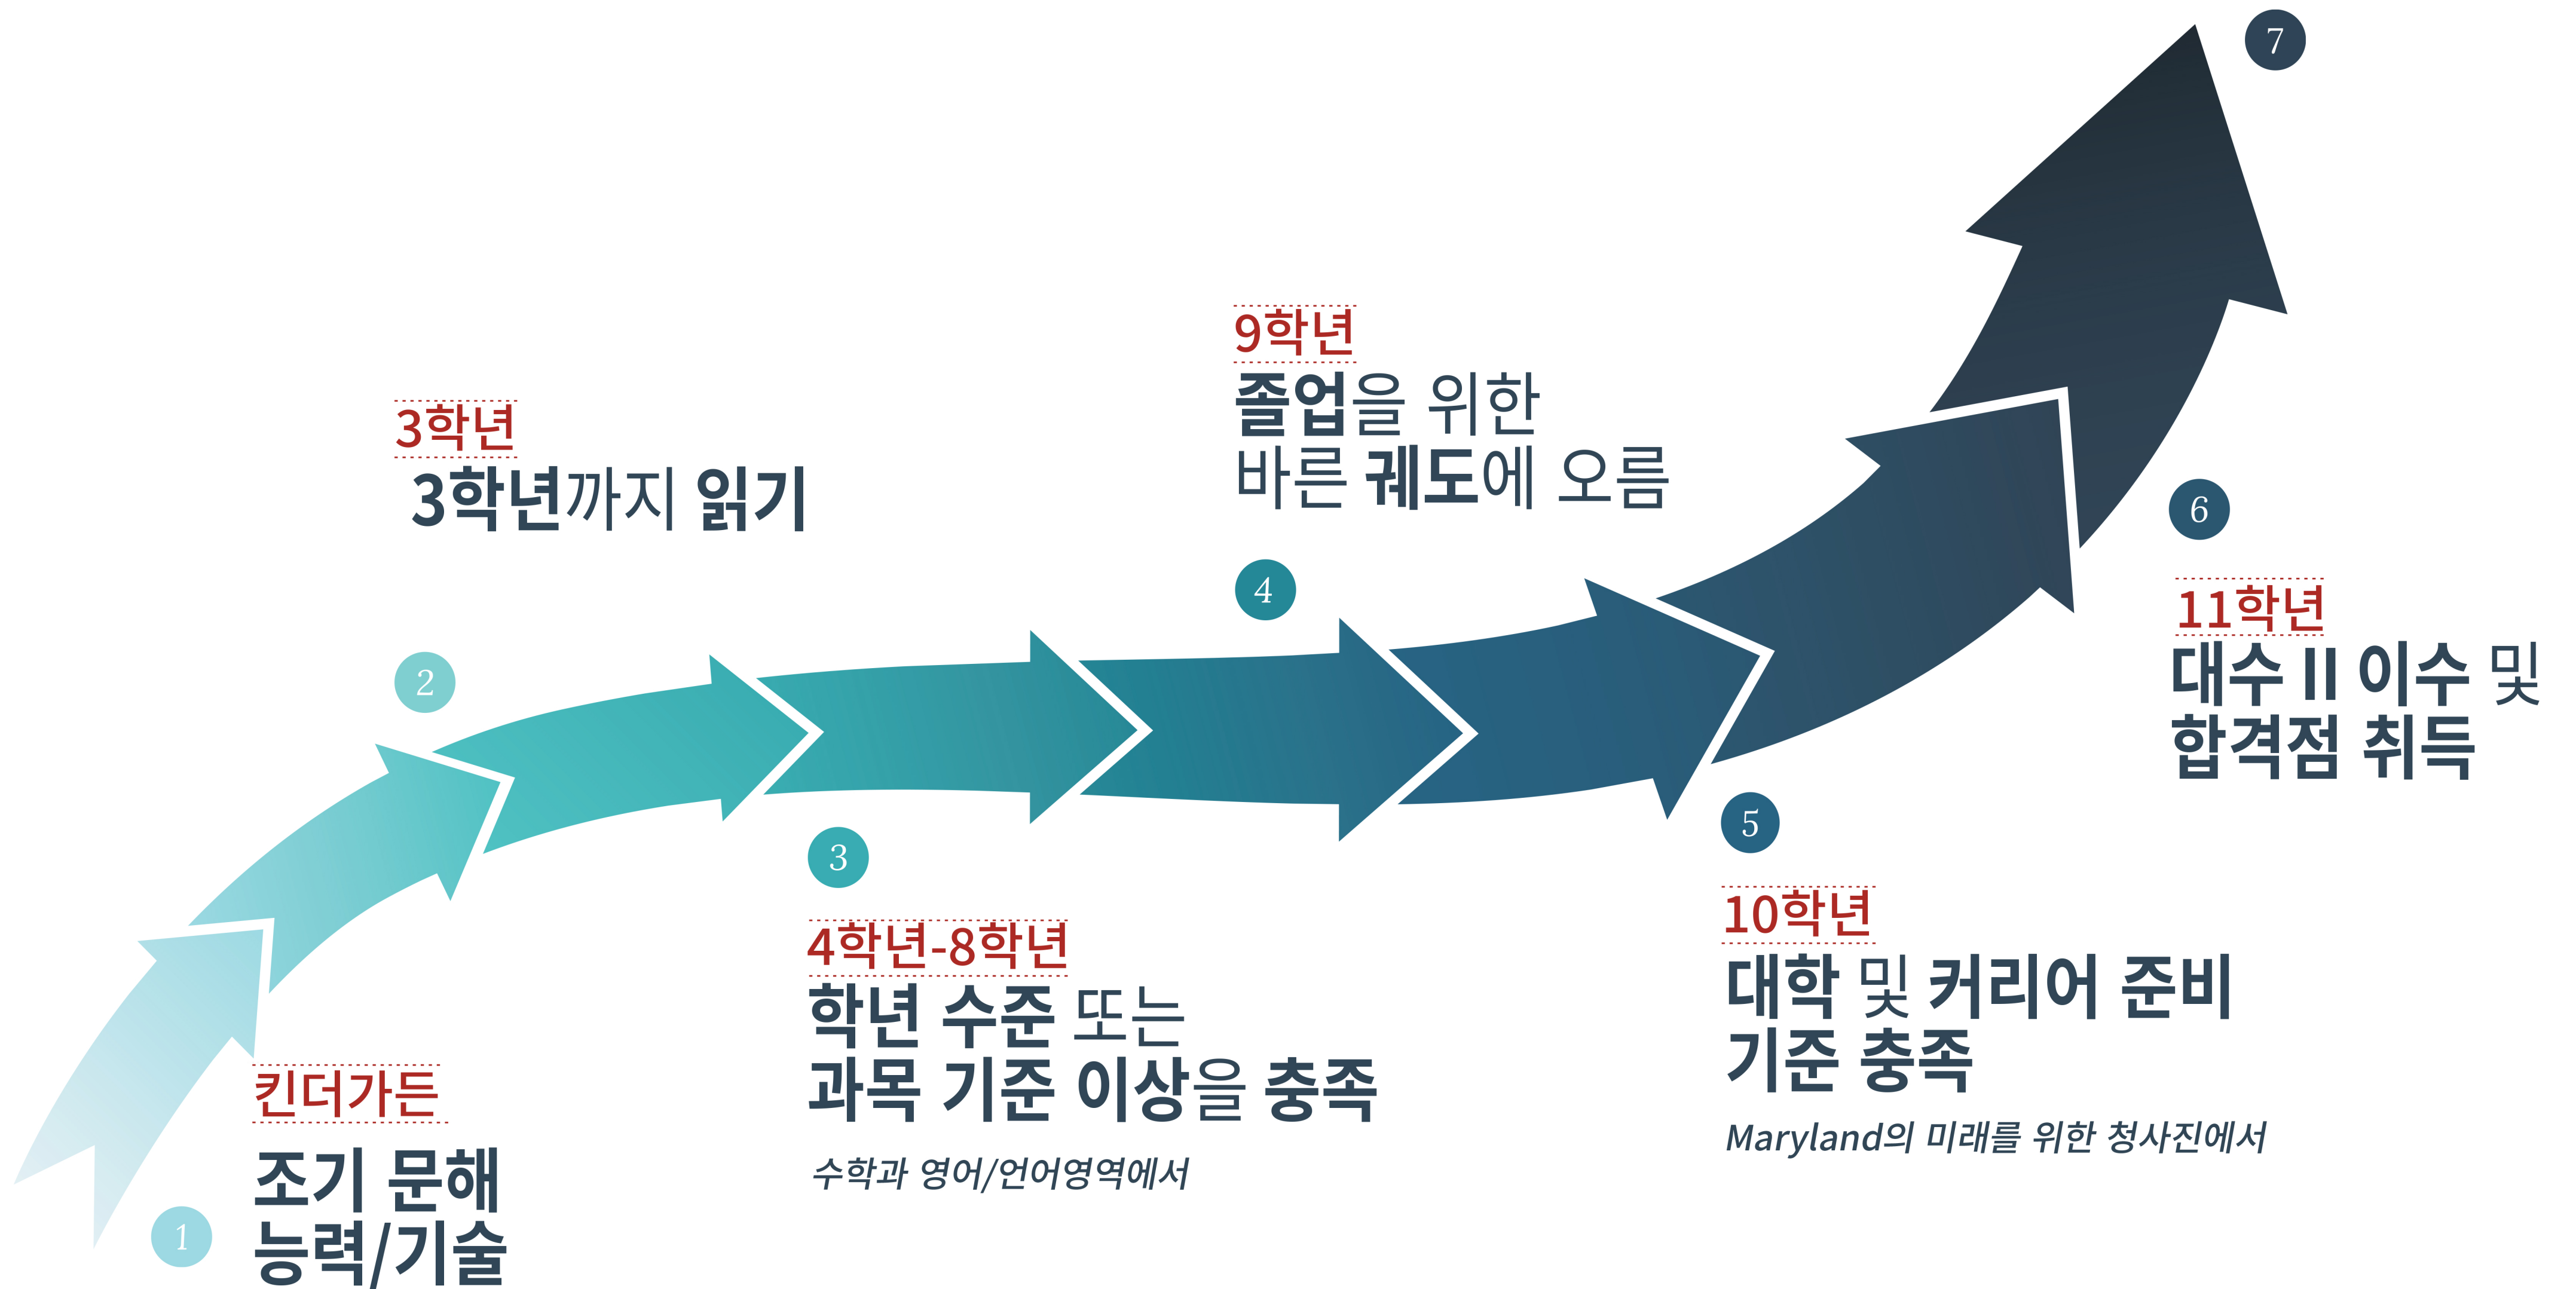 1
킨더가든
조기 문해
능력/기술
2
3학년
3학년까지 읽기
3
4학년-8학년
학년 수준 또는
과목 기준 이상을 충족
수학과 영어/언어영역에서
4
9학년
졸업을 위한
바른 궤도에 오름
5
10학년
대학 및 커리어 준비
기준 충족
Maryland의 미래를 위한 청사진에서
6
11학년
대수 II 이수 및
합격점 취득
7